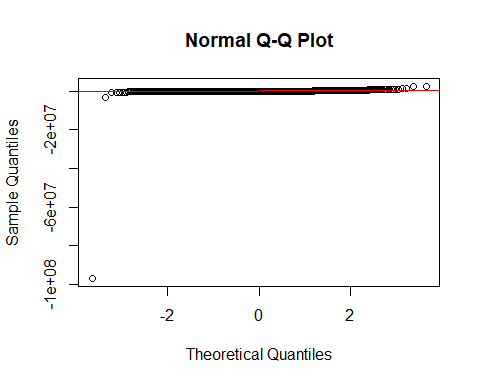 Normal Q-Q Plot
Sample Quantiles
-2e+07
-6e+07
-1e+08
-2
0
2
Theoretical Quantiles